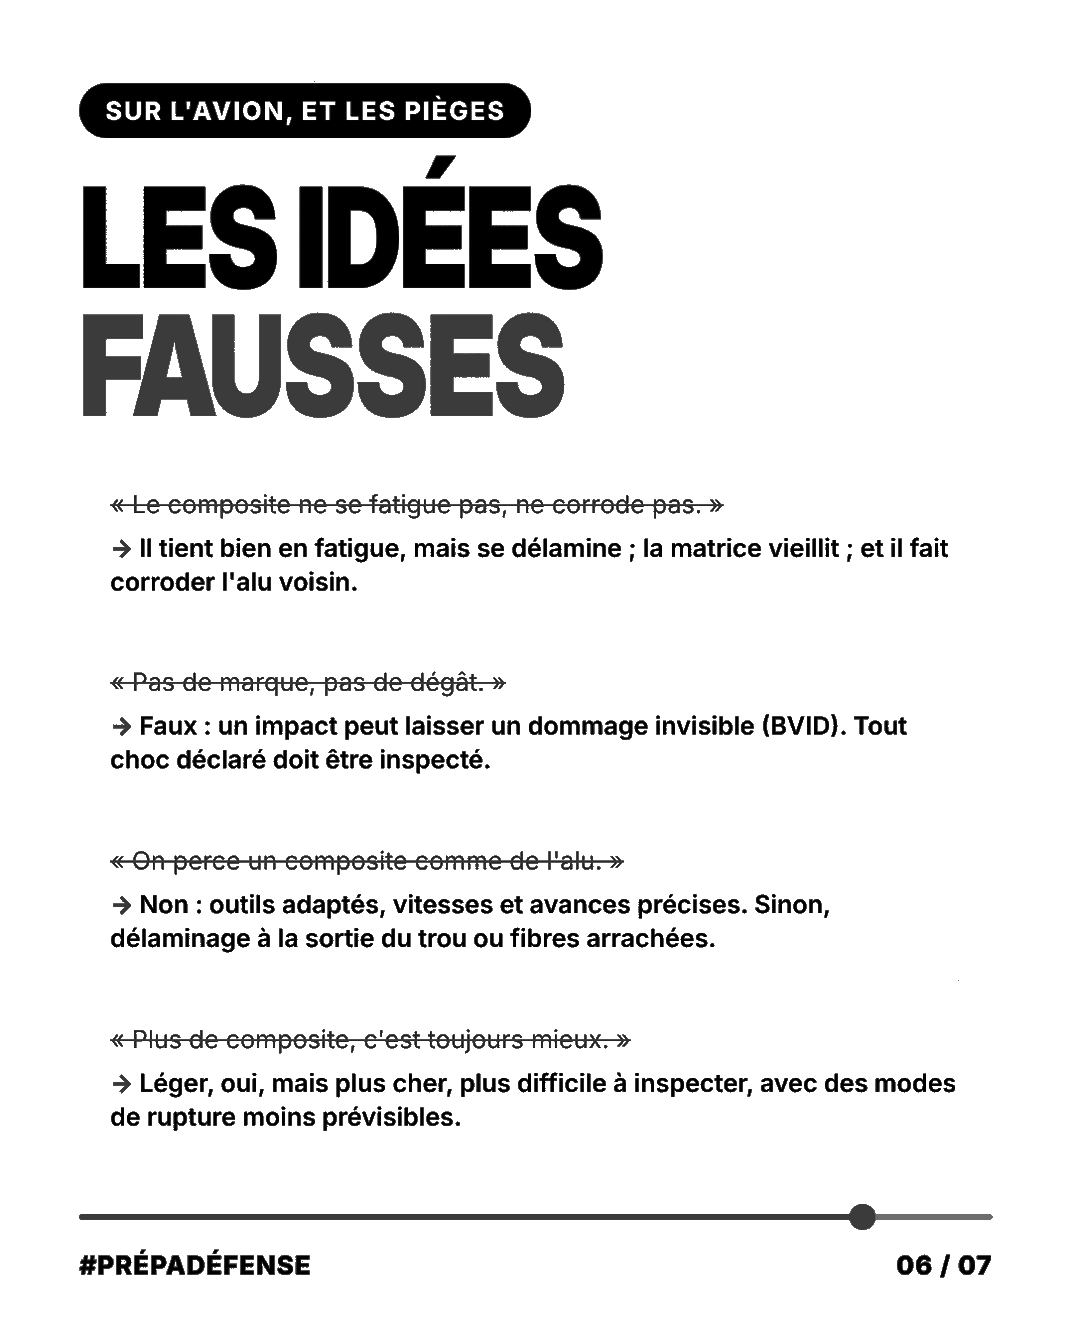 SUR L'AVION, ET LES PIÈGES
LES IDÉES
FAUSSES
« Le composite ne se fatigue pas, ne corrode pas. »
→ Il tient bien en fatigue, mais se délamine ; la matrice vieillit ; et il fait
corroder l'alu voisin.
« Pas de marque, pas de dégât. »
→ Faux : un impact peut laisser un dommage invisible (BVID). Tout
choc déclaré doit être inspecté.
« On perce un composite comme de l'alu. »
→ Non : outils adaptés, vitesses et avances précises. Sinon,
délaminage à la sortie du trou ou fibres arrachées.
« Plus de composite, c'est toujours mieux. »
→ Léger, oui, mais plus cher, plus difficile à inspecter, avec des modes
de rupture moins prévisibles.
#PRÉPADÉFENSE
06 / 07